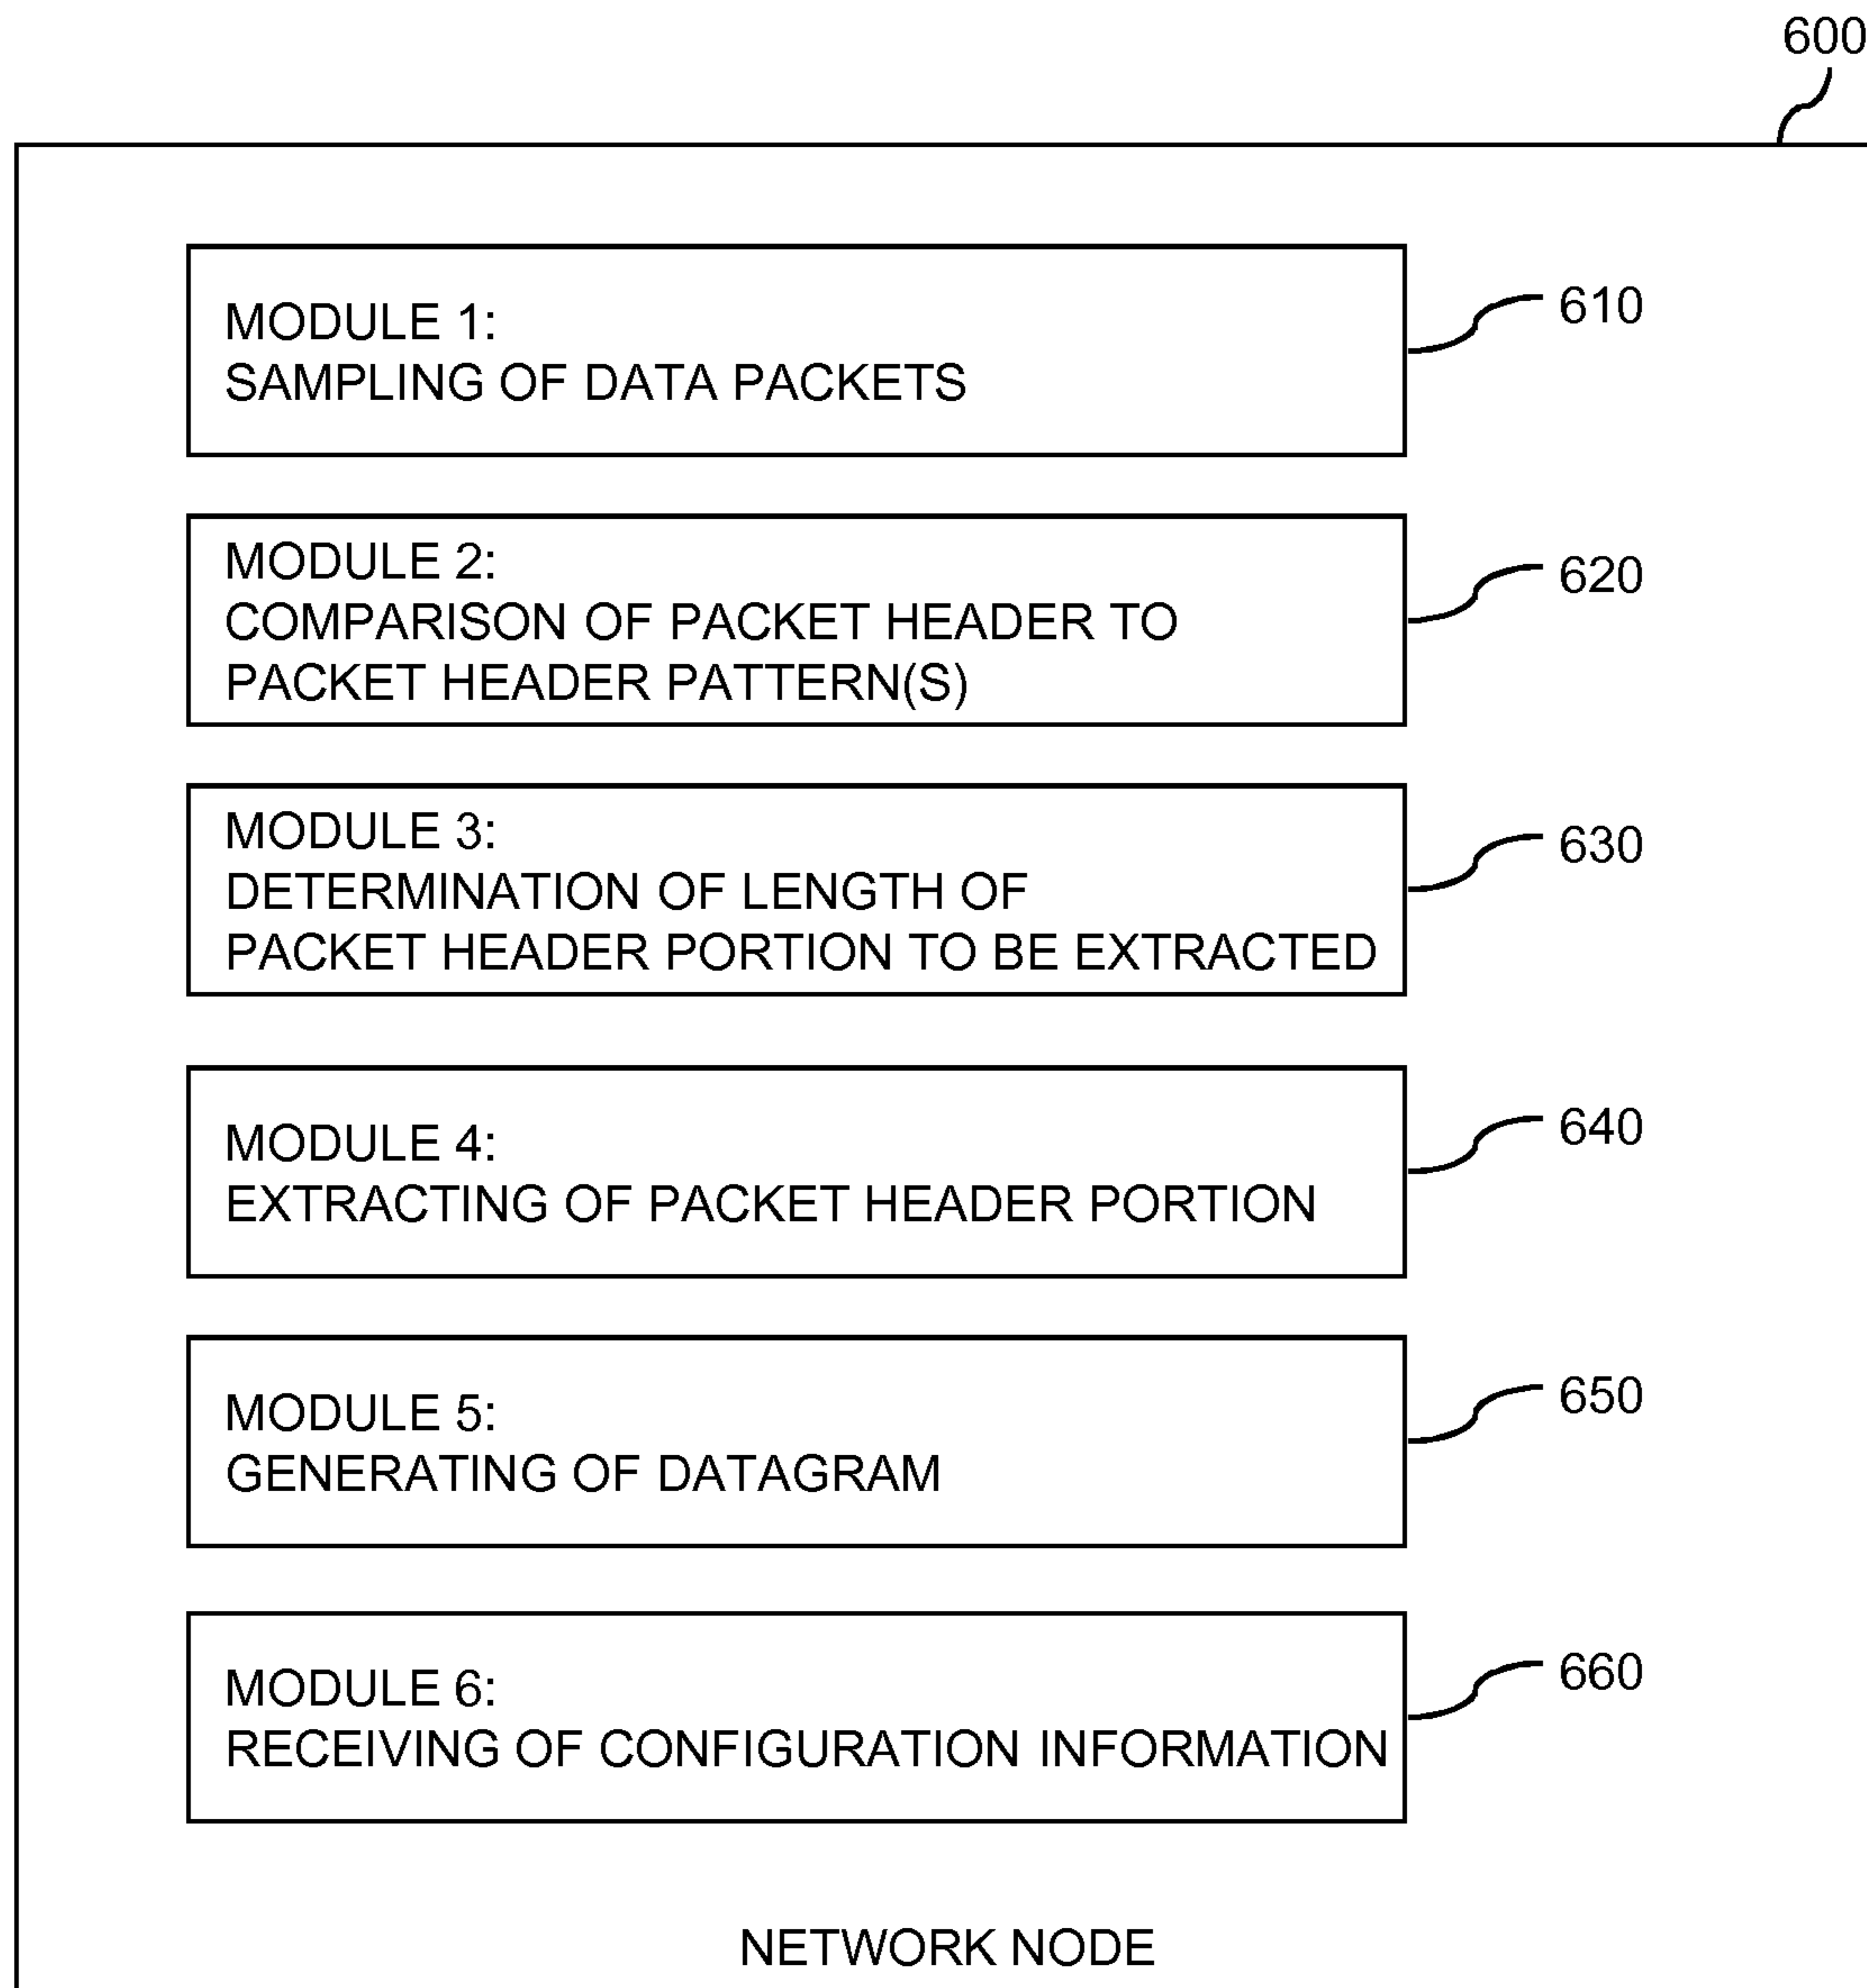 600
MODULE 1:
SAMPLING OF DATA PACKETS
610
MODULE 2:
COMPARISON OF PACKET HEADER TO
PACKET HEADER PATTERN(S)
620
MODULE 3:
DETERMINATION OF LENGTH OF
PACKET HEADER PORTION TO BE EXTRACTED
630
MODULE 4:
EXTRACTING OF PACKET HEADER PORTION
640
MODULE 5:
GENERATING OF DATAGRAM
650
MODULE 6:
RECEIVING OF CONFIGURATION INFORMATION
660
NETWORK NODE